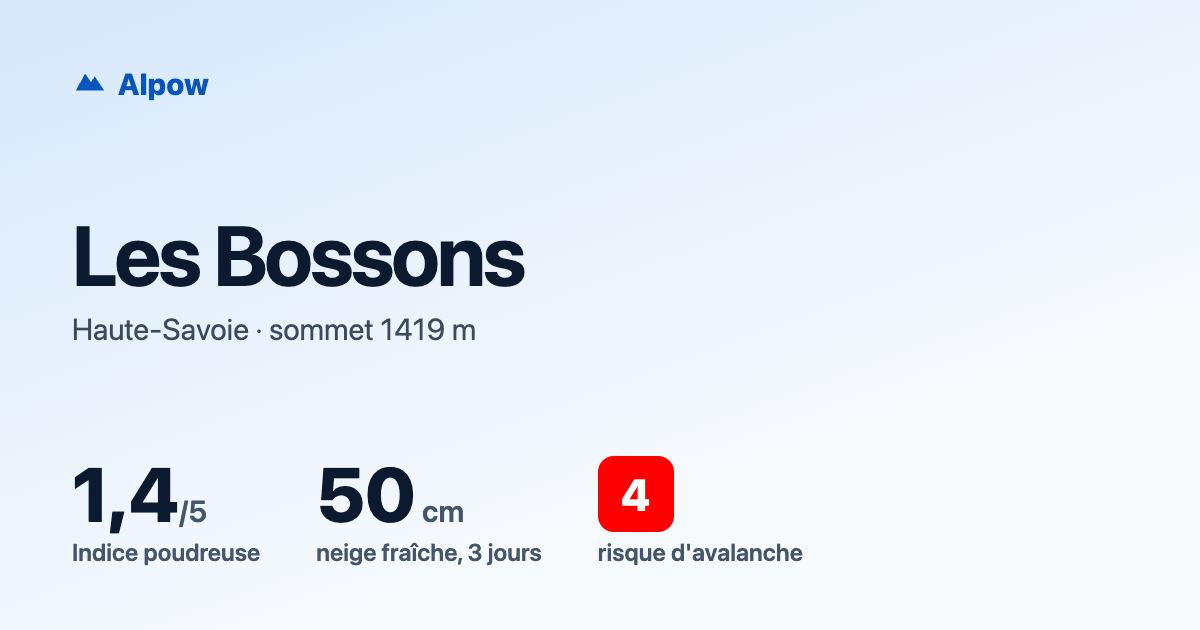 Alpow
Les Bossons
Haute-Savoie · sommet 1419 m
1,4/5
Indice poudreuse
50 cm
neige fraîche, 3 jours
4
risque d'avalanche